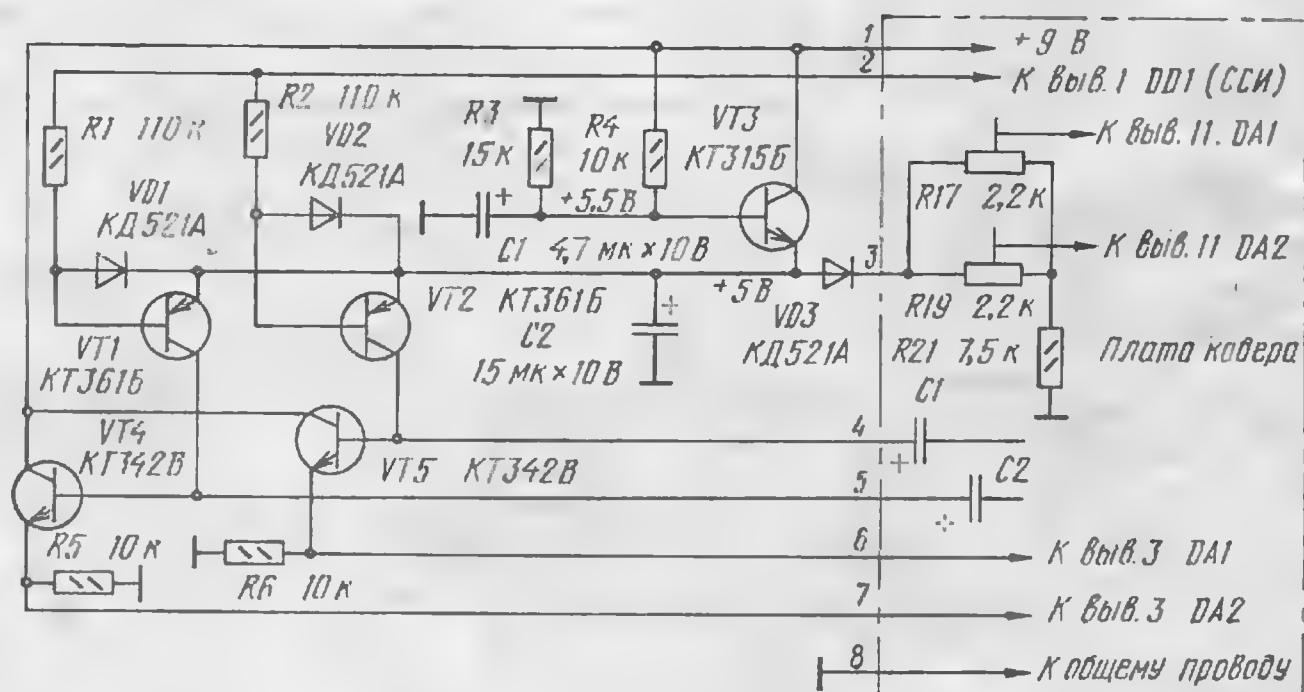 1 +9 В
2 К выв. 1 DD1 (ССИ)
R1 110 к
R2 110 к
VD2
КД521А
R3
15 к
R4
10 к
VT3
КТ315Б
К выв. 11. DA1
R17 2,2 к
VD1
КД521А
+5,5 В
С1 4,7 мк × 10 В
3
К выв. 11 DA2
R19 2,2 к
VT2 КТ361Б
С2
15 мк × 10 В
+5 В
VD3
КД521А
R21 7,5 к
Плата кодера
VT1
КТ361Б
С1
4
+
VT4
КТ342В
VT5 КТ342В
5
С2
R5 10 к
R6 10 к
6 К выв. 3 DA1
7 К выв. 3 DA2
8 К общему проводу